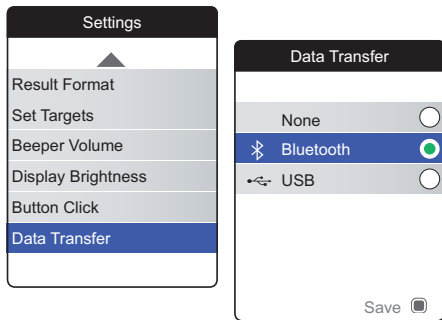 Settings
Result Format
Set Targets
Beeper Volume
Display Brightness
Button Click
Data Transfer
Data Transfer
None
Bluetooth
USB
Save